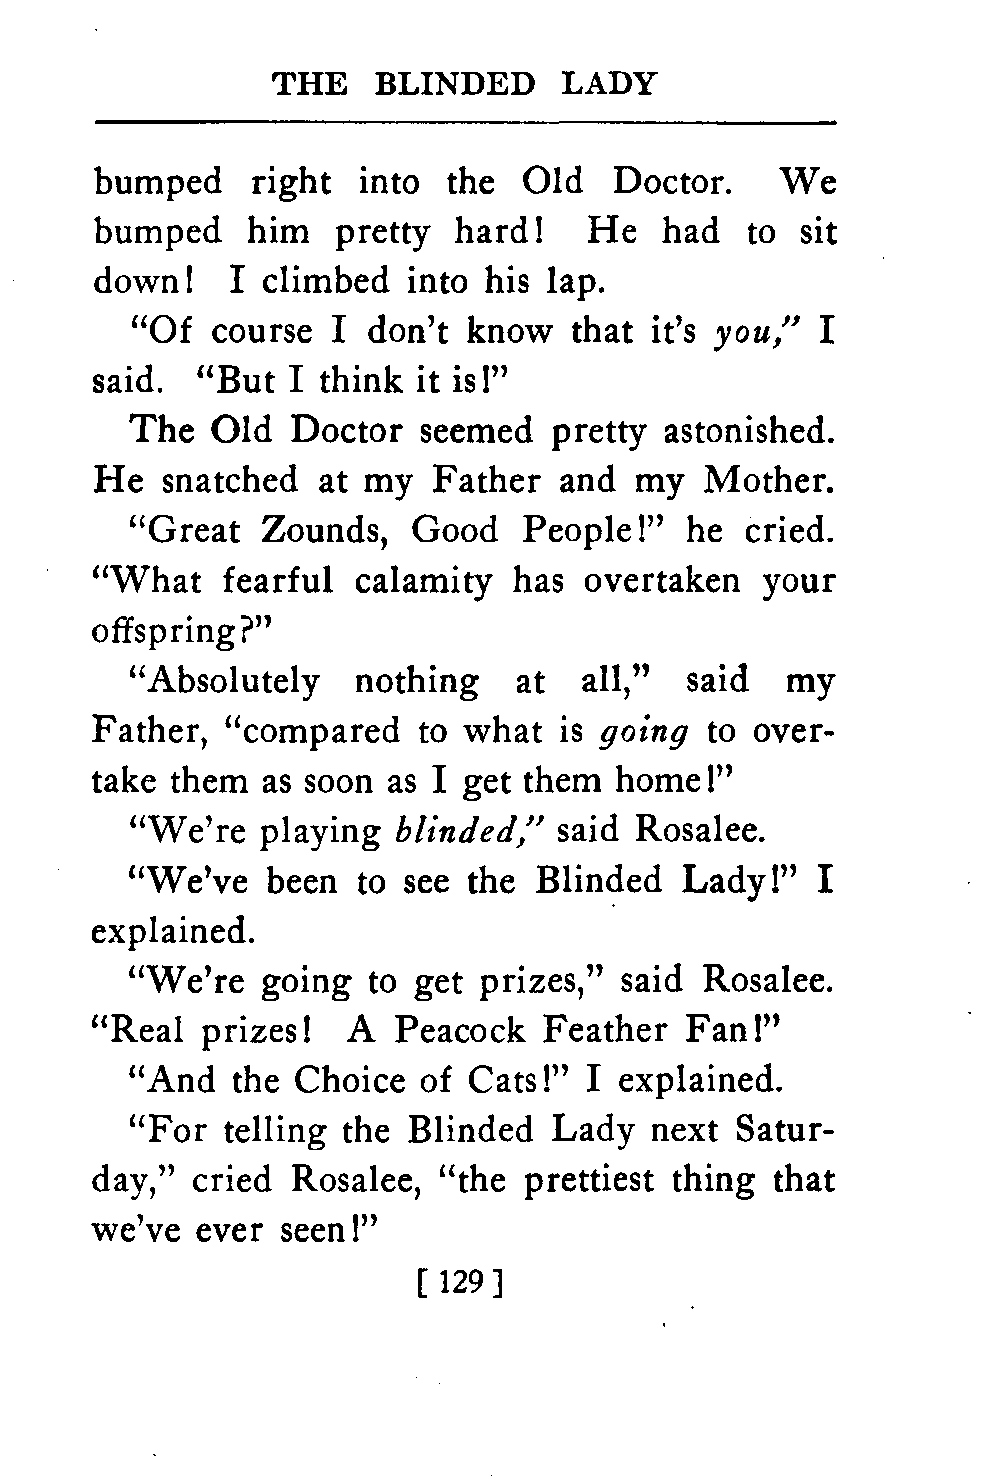 THE BLINDED LADY
bumped right into the Old Doctor. We
bumped him pretty hard! He had to sit
down! I climbed into his lap.
“Of course I don’t know that it’s you,” I
said. “But I think it is!”
The Old Doctor seemed pretty astonished.
He snatched at my Father and my Mother.
“Great Zounds, Good People!” he cried.
“What fearful calamity has overtaken your
offspring?”
“Absolutely nothing at all,” said my
Father, “compared to what is going to over-
take them as soon as I get them home!”
“We’re playing blinded,” said Rosalee.
“We’ve been to see the Blinded Lady!” I
explained.
“We’re going to get prizes,” said Rosalee.
“Real prizes! A Peacock Feather Fan!”
“And the Choice of Cats!” I explained.
“For telling the Blinded Lady next Satur-
day,” cried Rosalee, “the prettiest thing that
we’ve ever seen!”
[ 129 ]